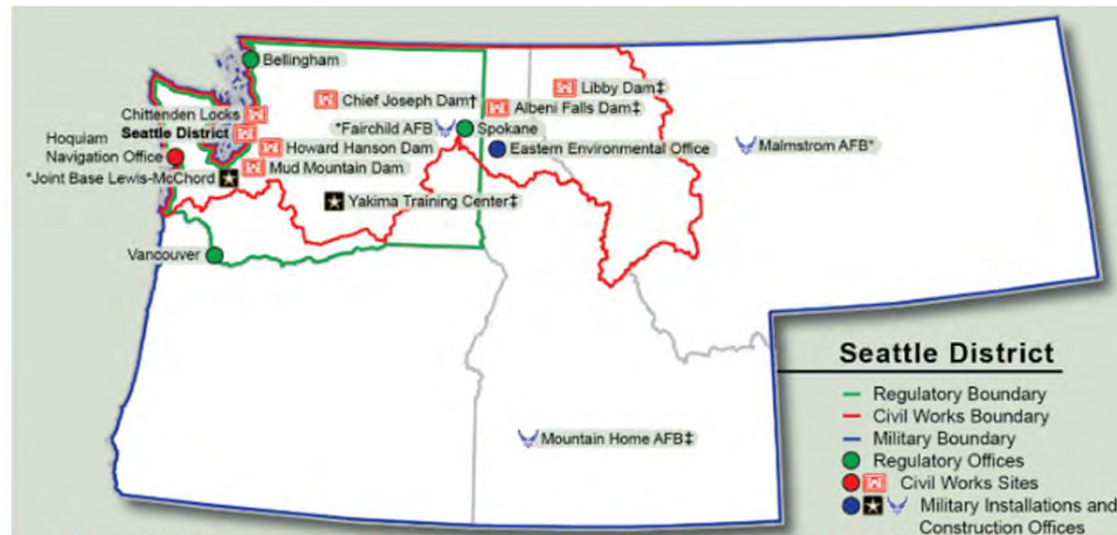 Bellingham
Libby Dam‡
Chief Joseph Dam†
Albeni Falls Dam‡
Chittenden Locks
Seattle District
*Fairchild AFB
Spokane
Hoquiam
Navigation Office
Howard Hanson Dam
Eastern Environmental Office
Malmstrom AFB*
Mud Mountain Dam
*Joint Base Lewis-McChord
Yakima Training Center‡
Vancouver
Mountain Home AFB‡
Seattle District
Regulatory Boundary
Civil Works Boundary
Military Boundary
Regulatory Offices
Civil Works Sites
Military Installations and
Construction Offices